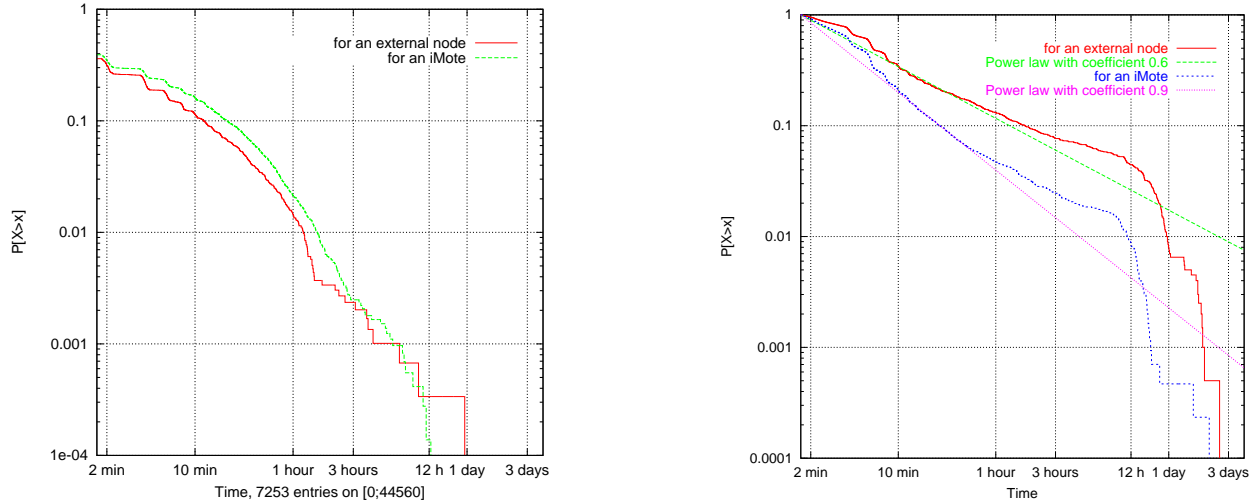 1
0.1
0.01
0.001
1e-04
P[X>x]
for an external node
for an iMote
2 min 10 min 1 hour 3 hours 12 h 1 day 3 days
Time, 7253 entries on [0;44560]
1
0.1
0.01
0.001
0.0001
P[X>x]
for an external node
Power law with coefficient 0.6
for an iMote
Power law with coefficient 0.9
2 min 10 min 1 hour 3 hours 12 h 1 day 3 days
Time